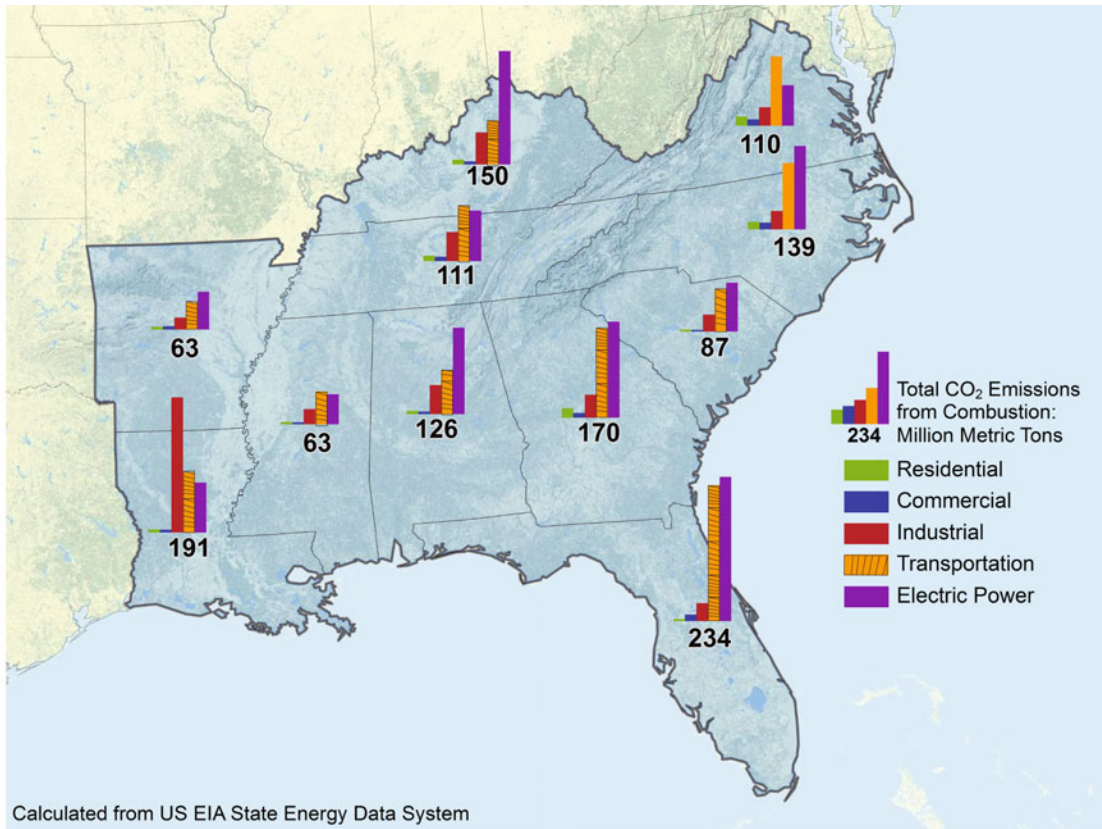 150
110
139
111
63
87
63
126
170
191
234
Total CO₂ Emissions
from Combustion:
234 Million Metric Tons
Residential
Commercial
Industrial
Transportation
Electric Power
Calculated from US EIA State Energy Data System